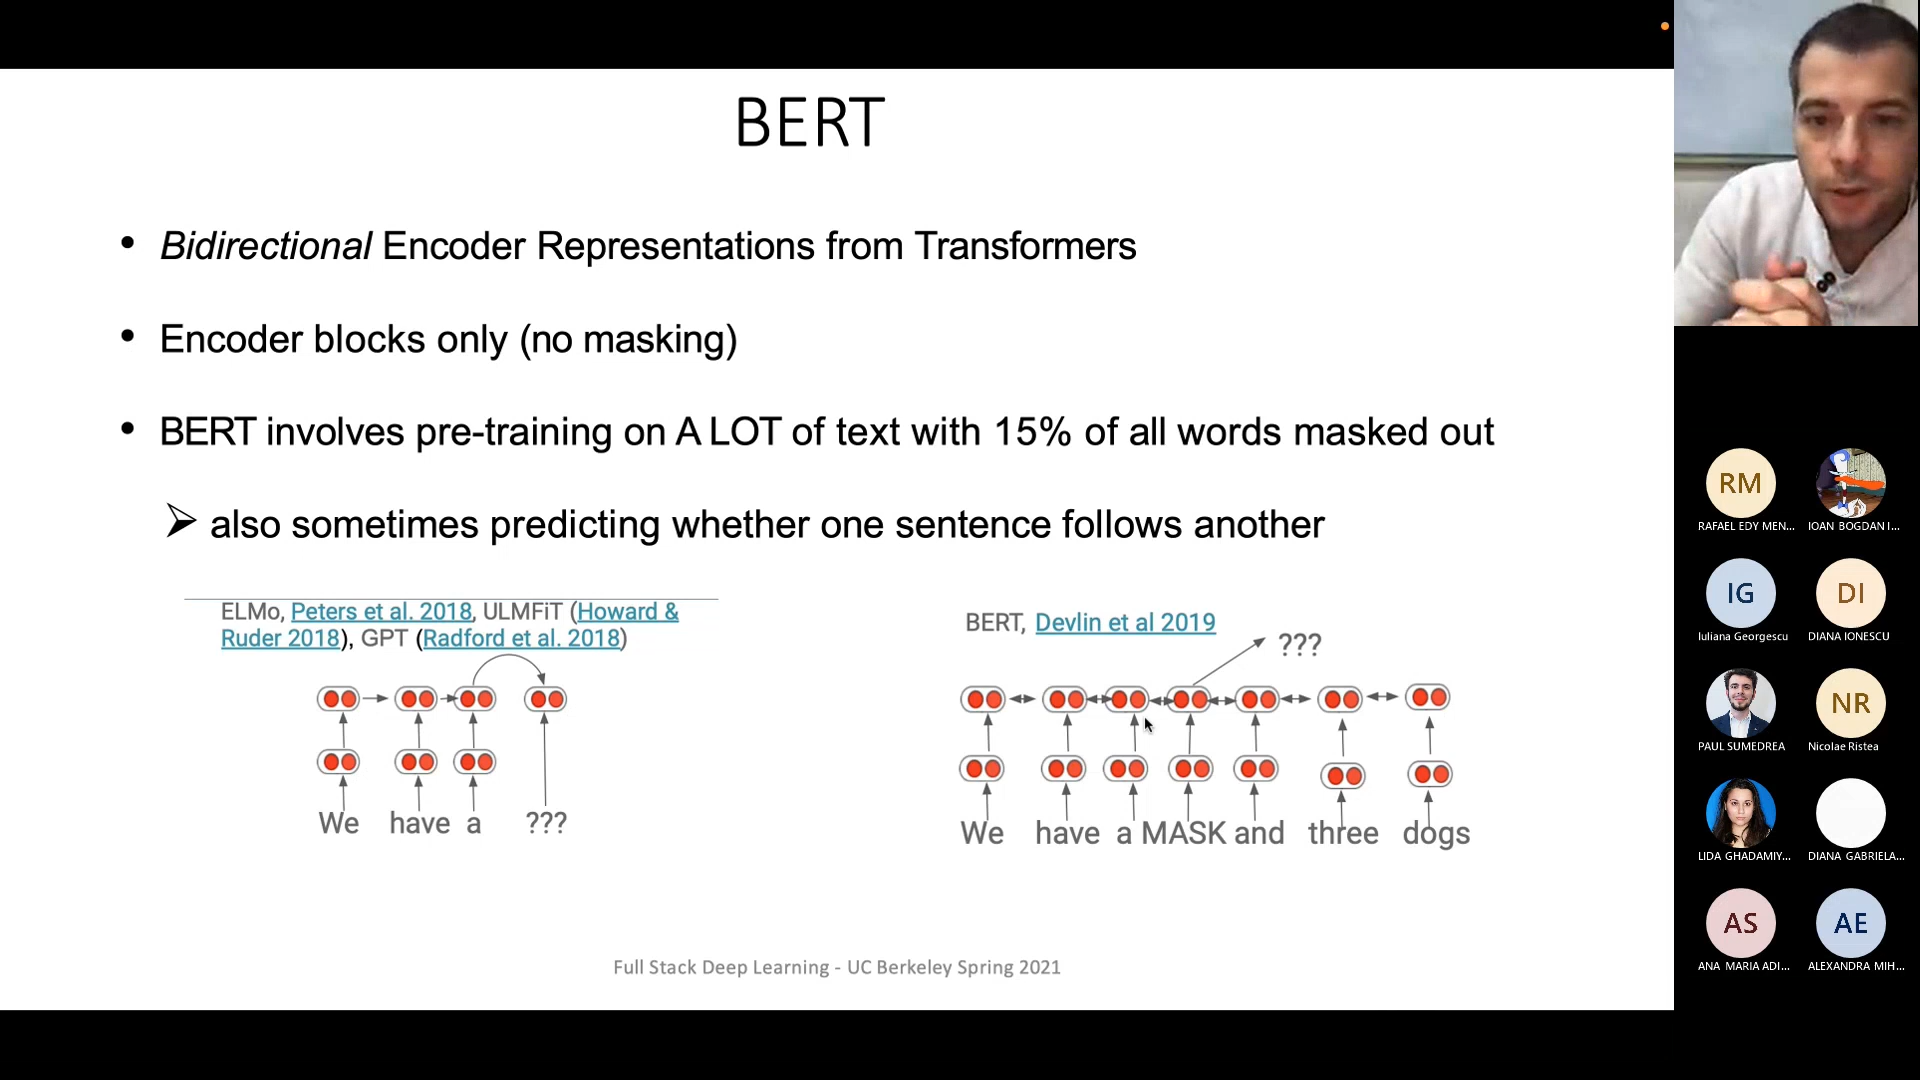 BERT
• Bidirectional Encoder Representations from Transformers
• Encoder blocks only (no masking)
• BERT involves pre-training on A LOT of text with 15% of all words masked out
➢ also sometimes predicting whether one sentence follows another
ELMo, Peters et al. 2018, ULMFiT (Howard &
Ruder 2018), GPT (Radford et al. 2018)
We have a ???
BERT, Devlin et al 2019
???
We have a MASK and three dogs
Full Stack Deep Learning - UC Berkeley Spring 2021
RM
RAFAEL EDY MEN...
IOAN BOGDAN I...
IG
Iuliana Georgescu
DI
DIANA IONESCU
PAUL SUMEDREA
NR
Nicolae Ristea
LIDA GHADAMIY...
DIANA GABRIELA...
AS
ANA MARIA ADI...
AE
ALEXANDRA MIH...